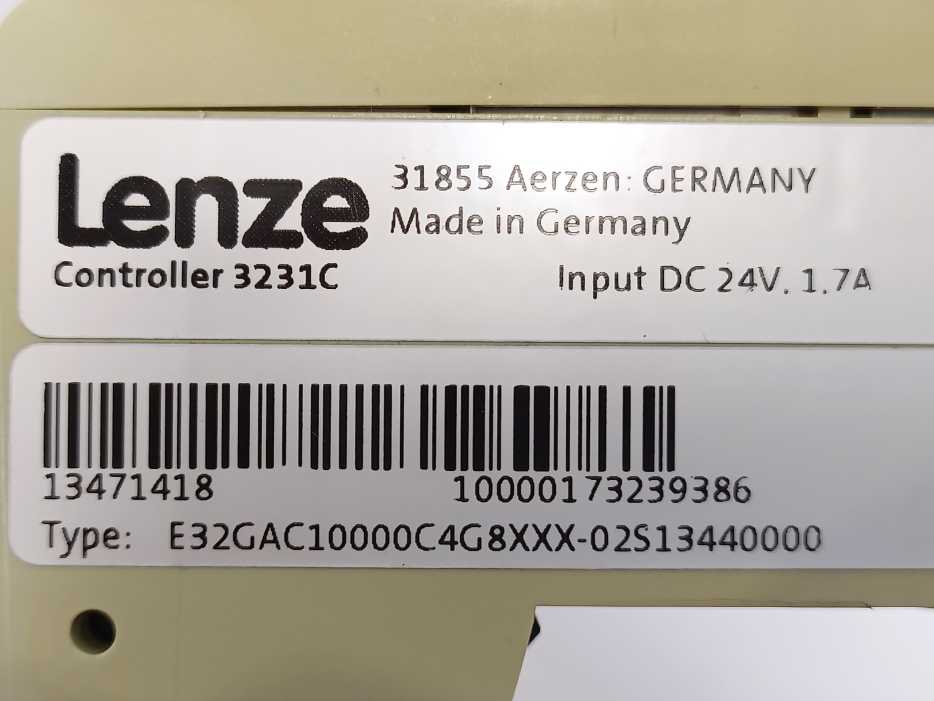 Lenze
31855 Aerzen: GERMANY
Made in Germany
Controller 3231C
Input DC 24V. 1.7A
13471418
10000173239386
Type: E32GAC10000C4G8XXX-02S13440000